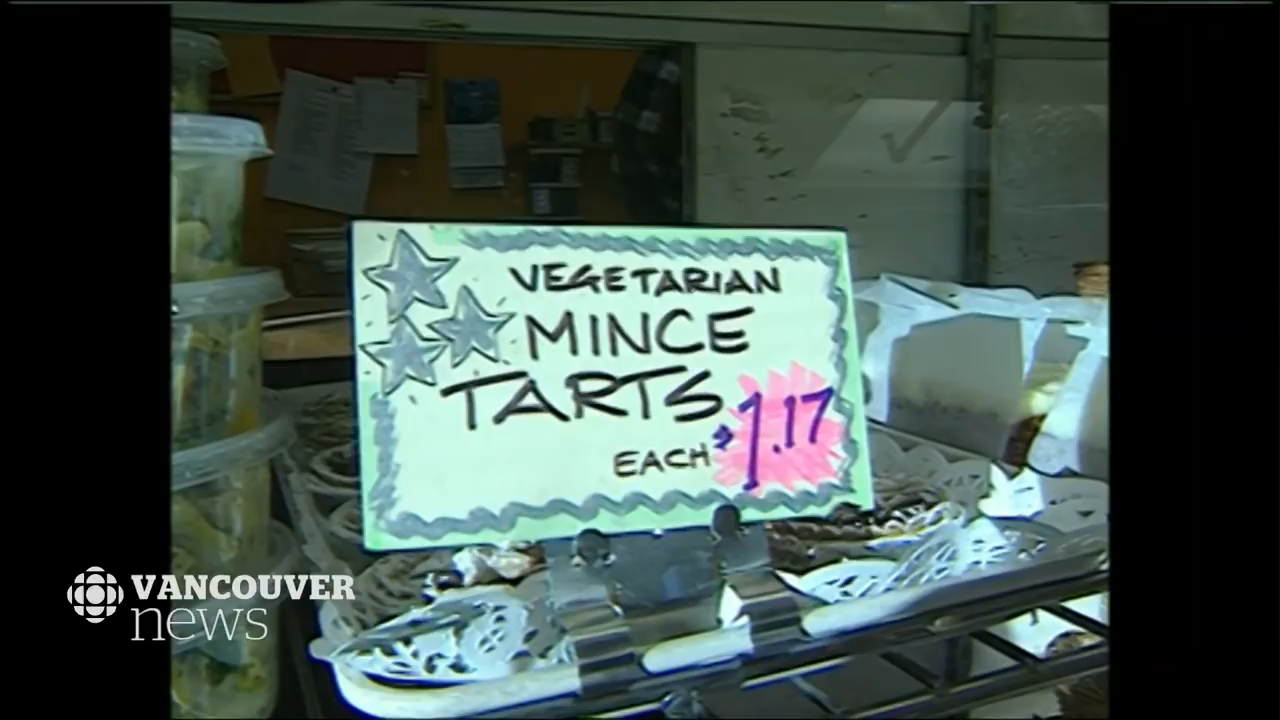 VEGETARIAN
MINCE
TARTS
EACH $1.17
VANCOUVER
news